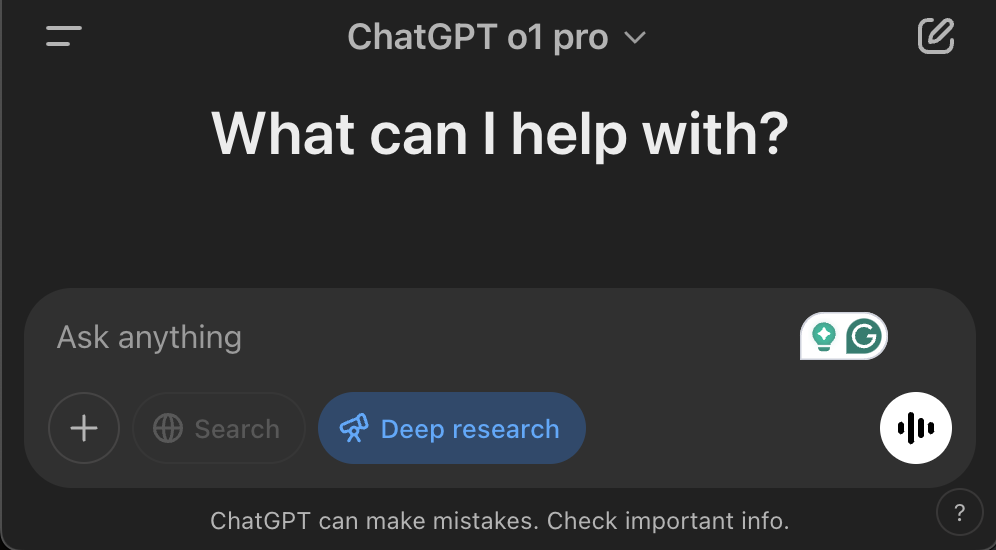 ChatGPT o1 pro
What can I help with?
Ask anything
Search
Deep research
ChatGPT can make mistakes. Check important info.
?